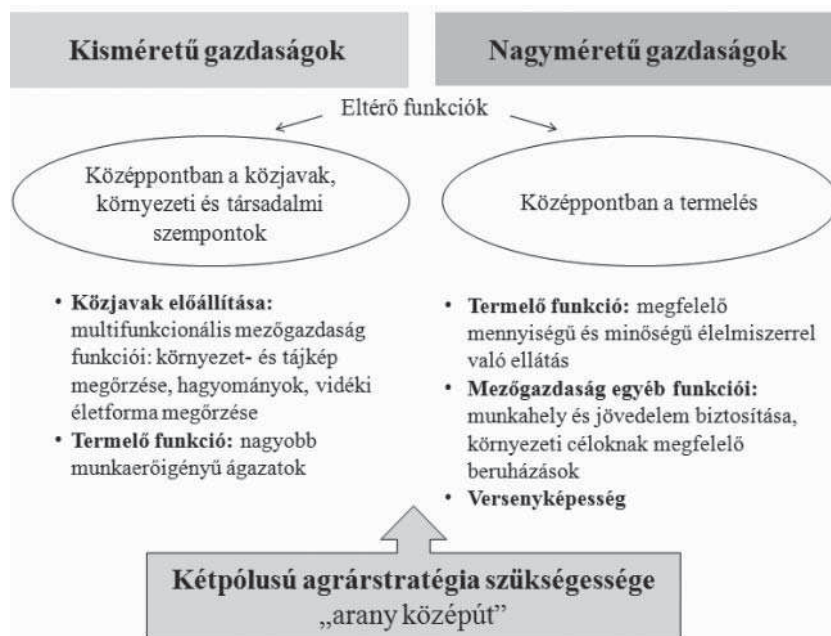 Kisméretű gazdaságok
Nagyméretű gazdaságok
Eltérő funkciók
Középpontban a közjavak,
környezeti és társadalmi
szempontok
Középpontban a termelés
• Közjavak előállítása:
multifunkcionális mezőgazdaság
funkciói: környezet- és tájkép
megőrzése, hagyományok, vidéki
életforma megőrzése
• Termelő funkció: nagyobb
munkaerőigényű ágazatok
• Termelő funkció: megfelelő
mennyiségű és minőségű élelmiszerrel
való ellátás
• Mezőgazdaság egyéb funkciói:
munkahely és jövedelem biztosítása,
környezeti céloknak megfelelő
beruházások
• Versenyképesség
Kétpólusú agrárstratégia szükségessége
„arany középút”